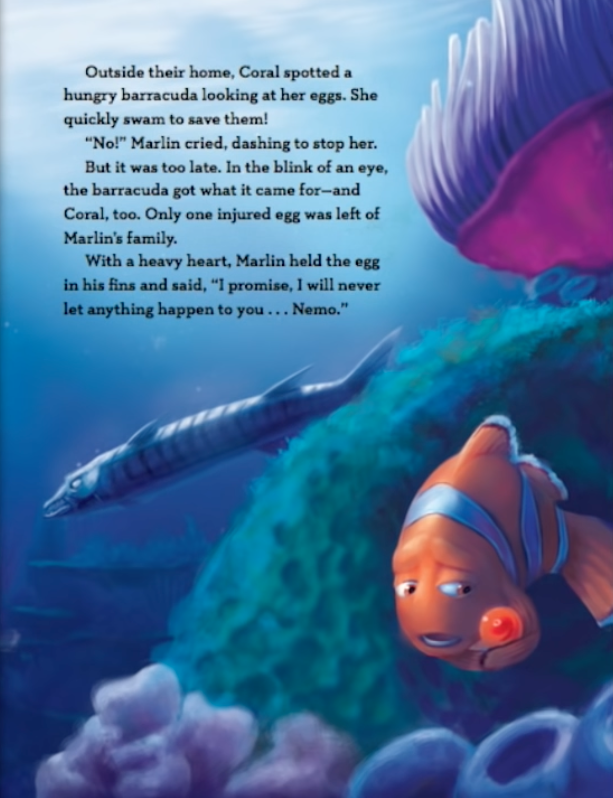 Outside their home, Coral spotted a
hungry barracuda looking at her eggs. She
quickly swam to save them!
“No!” Marlin cried, dashing to stop her.
But it was too late. In the blink of an eye,
the barracuda got what it came for—and
Coral, too. Only one injured egg was left of
Marlin’s family.
With a heavy heart, Marlin held the egg
in his fins and said, “I promise, I will never
let anything happen to you . . . Nemo.”